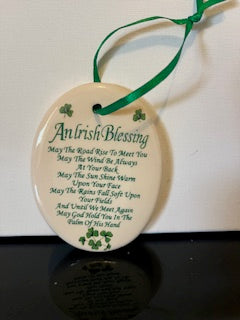 An Irish Blessing
May The Road Rise To Meet You
May The Wind Be Always
At Your Back
May The Sun Shine Warm
Upon Your Face
May The Rains Fall Soft Upon
Your Fields
And Until We Meet Again
May God Hold You In The
Palm Of His Hand